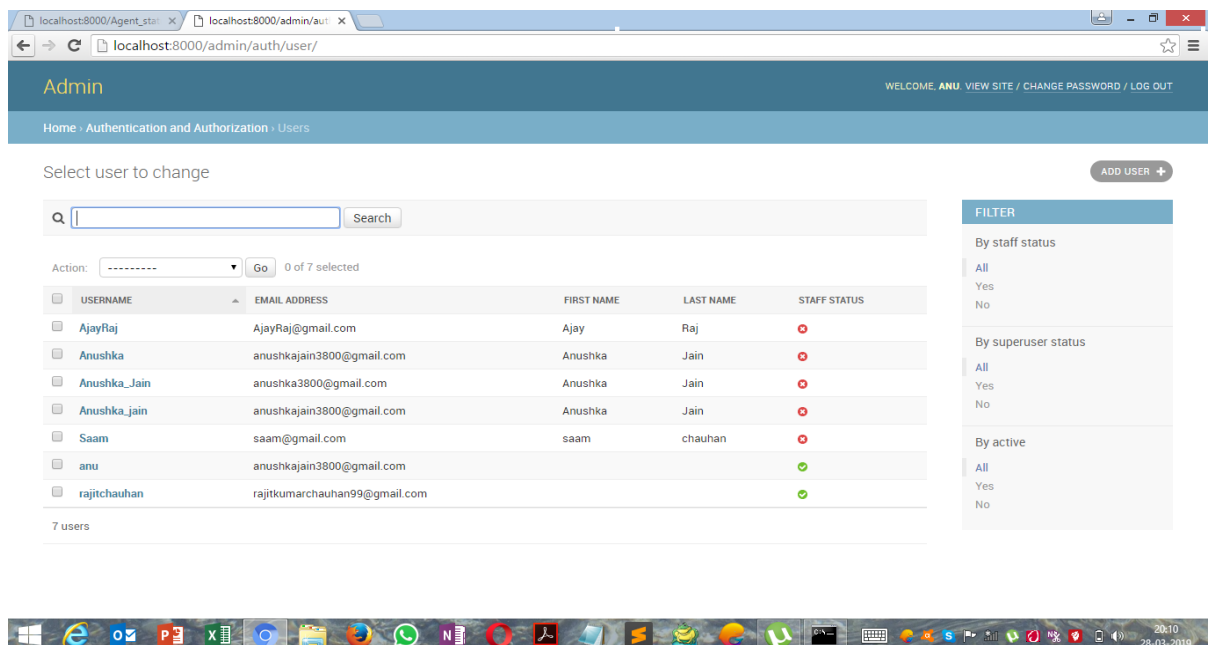 localhost:8000/Agent_stat localhost:8000/admin/aut
localhost:8000/admin/auth/user/
Admin
WELCOME, ANU. VIEW SITE / CHANGE PASSWORD / LOG OUT
Home › Authentication and Authorization › Users
Select user to change
ADD USER +
Search
Action: --------- Go 0 of 7 selected
USERNAME EMAIL ADDRESS FIRST NAME LAST NAME STAFF STATUS
AjayRaj AjayRaj@gmail.com Ajay Raj
Anushka anushkajain3800@gmail.com Anushka Jain
Anushka_Jain anushka3800@gmail.com Anushka Jain
Anushka_jain anushkajain3800@gmail.com Anushka Jain
Saam saam@gmail.com saam chauhan
anu anushkajain3800@gmail.com
rajitchauhan rajitkumarchauhan99@gmail.com
7 users
FILTER
By staff status
All
Yes
No
By superuser status
All
Yes
No
By active
All
Yes
No
20:10
28-03-2019